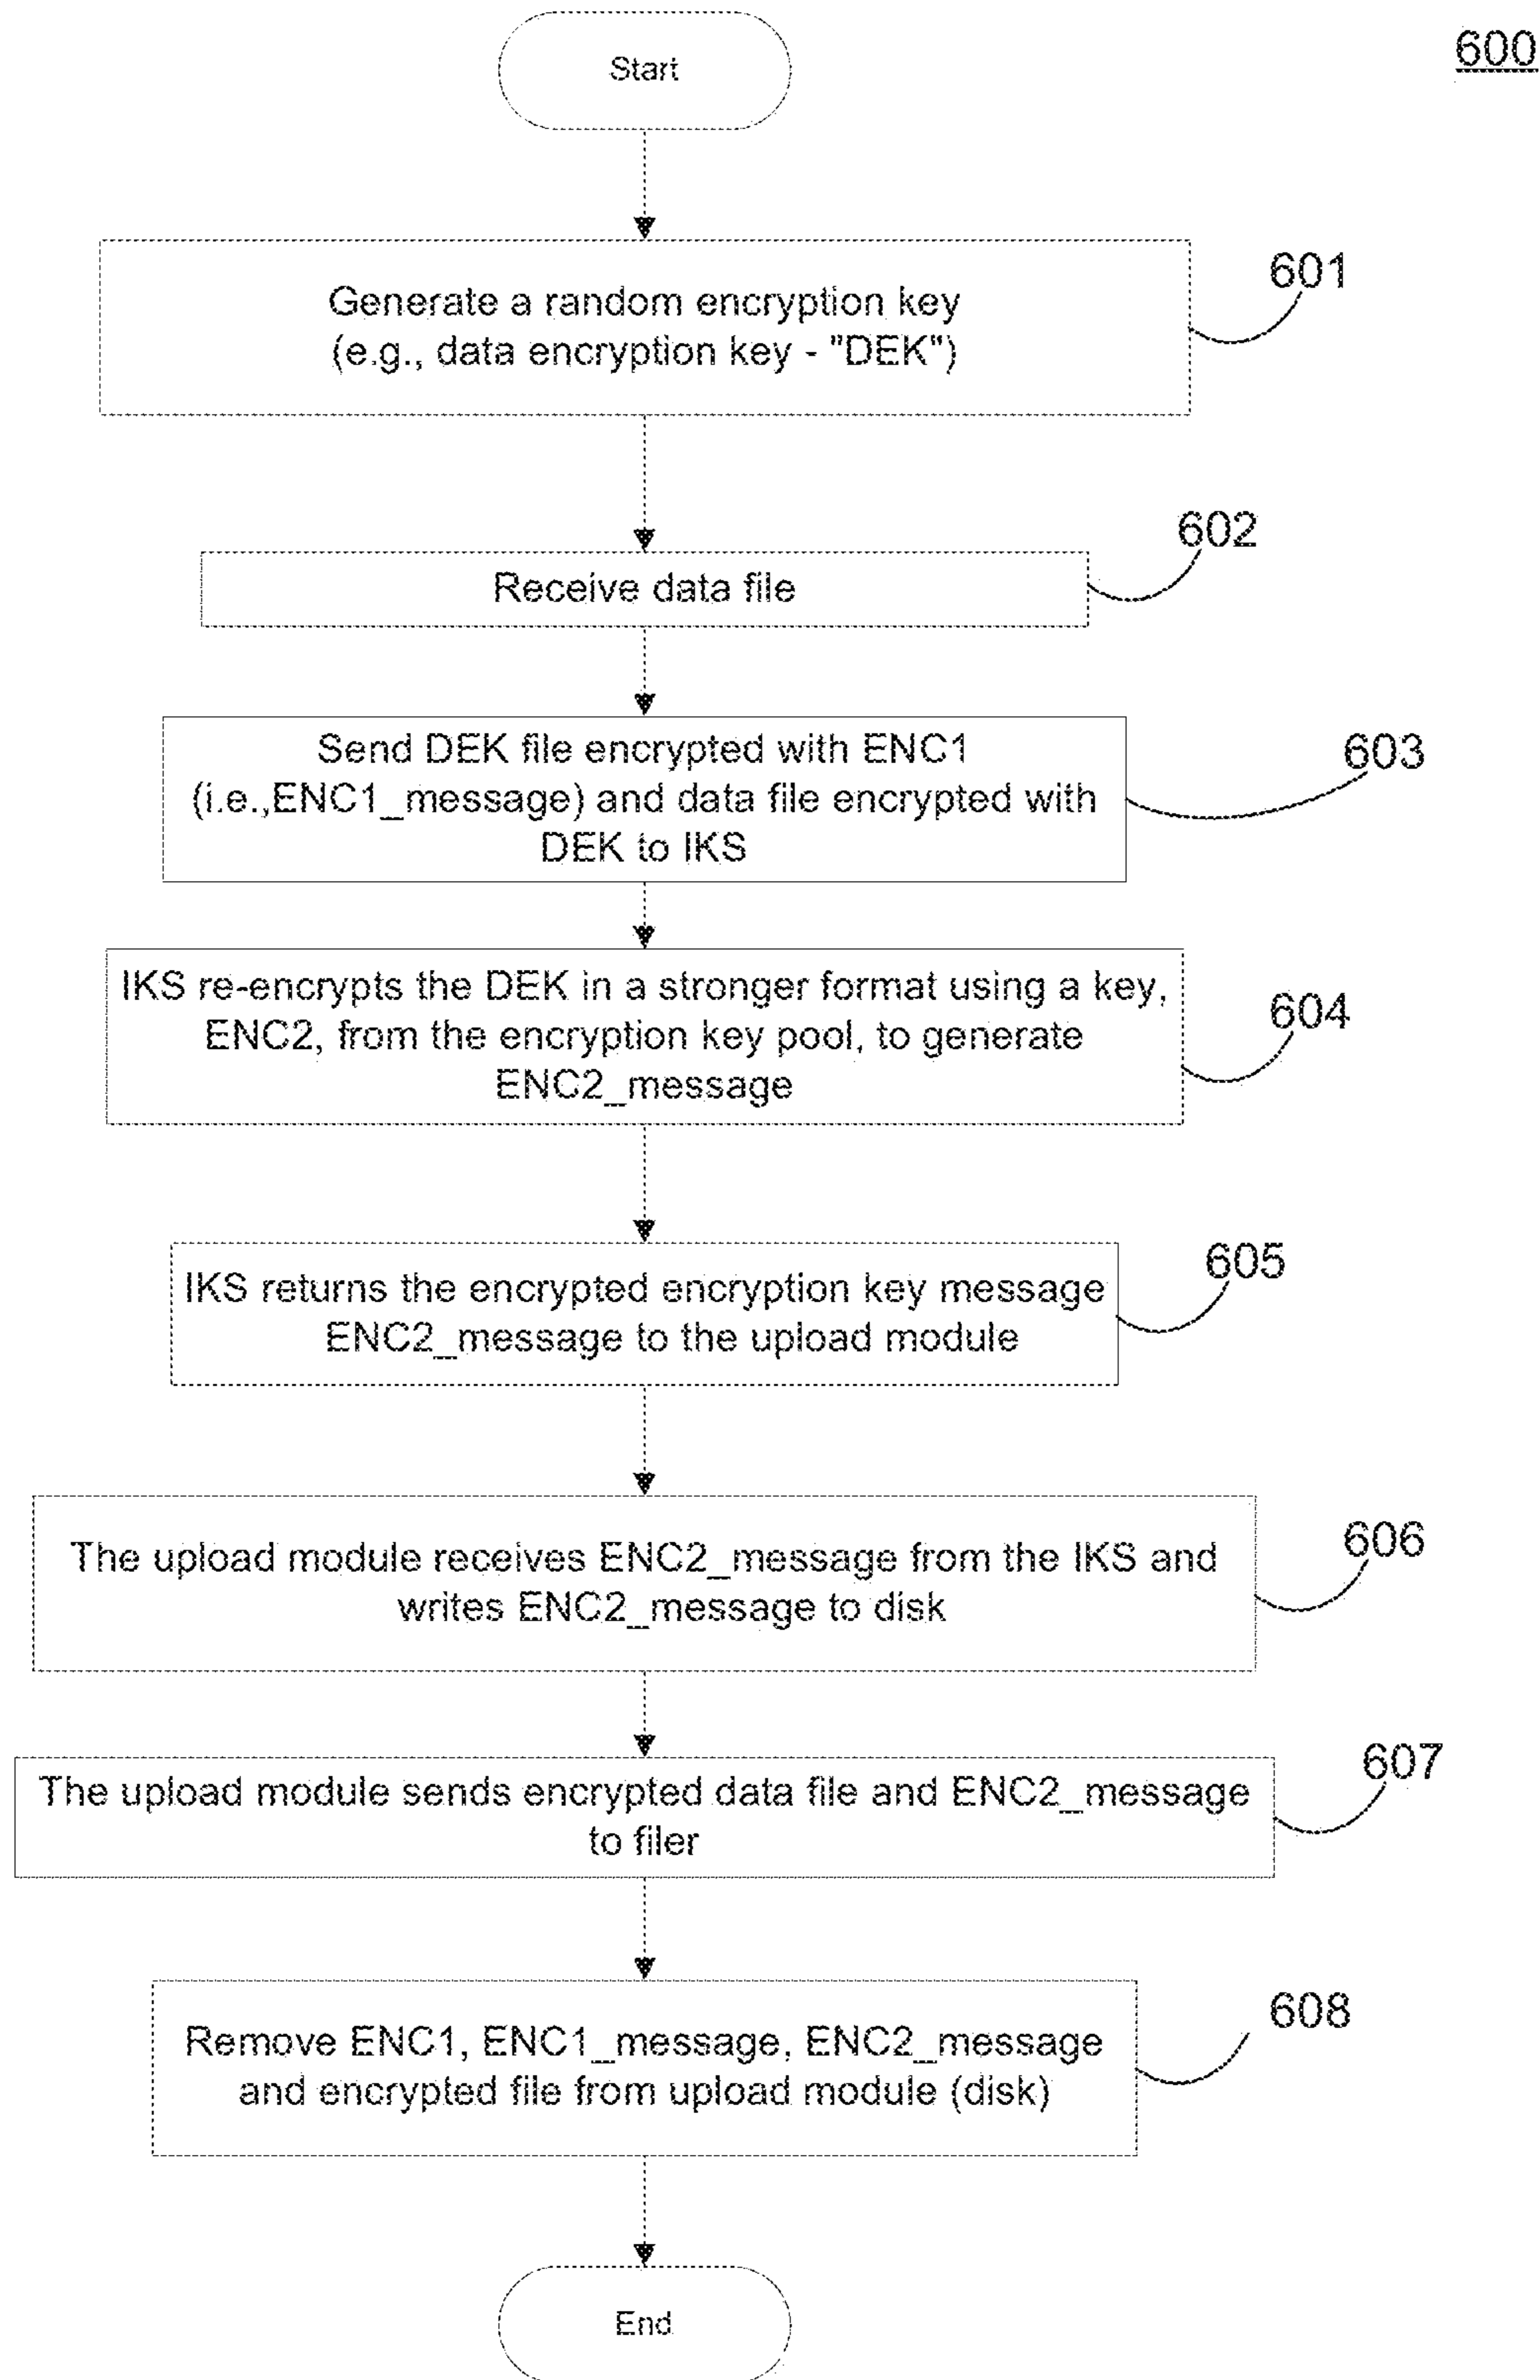 600
Start
Generate a random encryption key
(e.g., data encryption key - "DEK")
601
Receive data file
602
Send DEK file encrypted with ENC1
(i.e.,ENC1_message) and data file encrypted with
DEK to IKS
603
IKS re-encrypts the DEK in a stronger format using a key,
ENC2, from the encryption key pool, to generate
ENC2_message
604
IKS returns the encrypted encryption key message
ENC2_message to the upload module
605
The upload module receives ENC2_message from the IKS and
writes ENC2_message to disk
606
The upload module sends encrypted data file and ENC2_message
to filer
607
Remove ENC1, ENC1_message, ENC2_message
and encrypted file from upload module (disk)
608
End